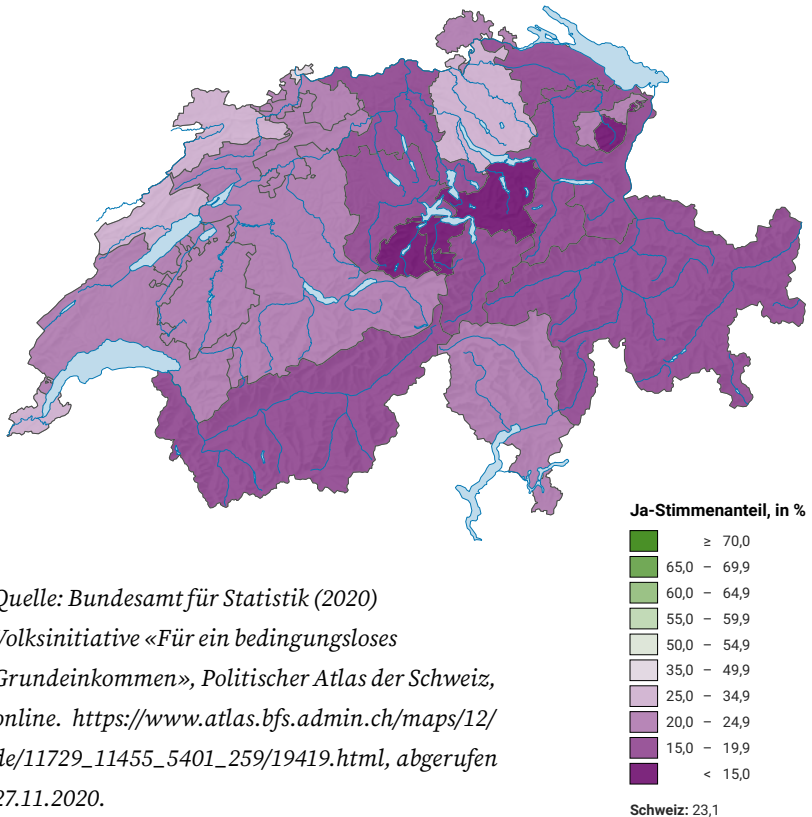 Ja-Stimmenanteil, in %
≥ 70,0
65,0 – 69,9
60,0 – 64,9
55,0 – 59,9
50,0 – 54,9
35,0 – 49,9
25,0 – 34,9
20,0 – 24,9
15,0 – 19,9
< 15,0
Schweiz: 23,1
Quelle: Bundesamt für Statistik (2020)
Volksinitiative «Für ein bedingungsloses
Grundeinkommen», Politischer Atlas der Schweiz,
online. https://www.atlas.bfs.admin.ch/maps/12/
de/11729_11455_5401_259/19419.html, abgerufen
27.11.2020.